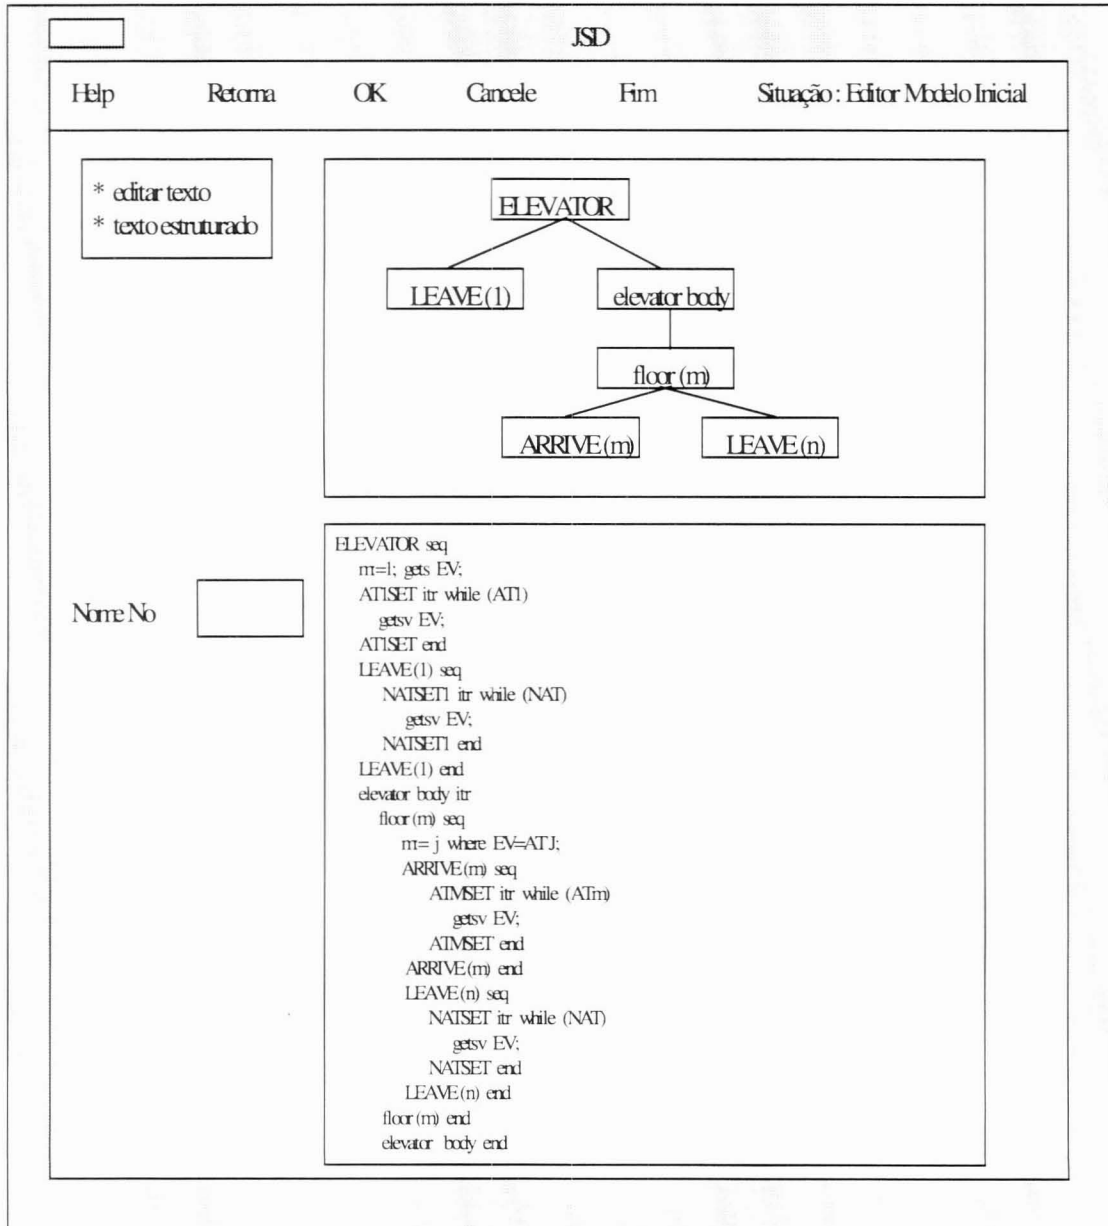 JSD
Help Retorna OK Cancele Fim Situação : Editor Modelo Inicial
* editar texto
* texto estruturado
ELEVATOR
LEAVE (1) elevator body
floor (m)
ARRIVE (m) LEAVE (n)
Nome No
ELEVATOR seq
m=1; gets EV;
AT1SET itr while (AT1)
getsv EV;
AT1SET end
LEAVE (1) seq
NATSET1 itr while (NAT)
getsv EV;
NATSET1 end
LEAVE (1) end
elevator body itr
floor (m) seq
m= j where EV=ATJ;
ARRIVE (m) seq
ATMSET itr while (ATm)
getsv EV;
ATMSET end
ARRIVE (m) end
LEAVE (n) seq
NATSET itr while (NAT)
getsv EV;
NATSET end
LEAVE (n) end
floor (m) end
elevator body end